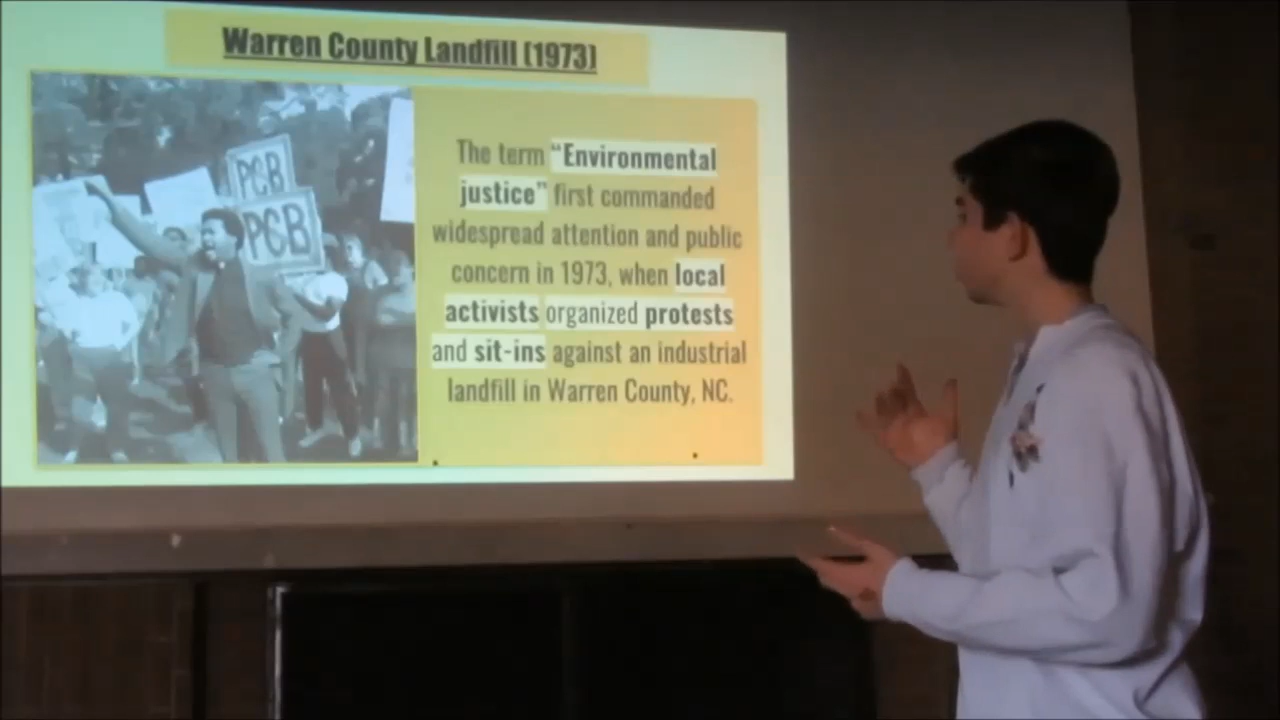 Warren County Landfill (1973)
PCB
PCB
The term “Environmental
justice” first commanded
widespread attention and public
concern in 1973, when local
activists organized protests
and sit-ins against an industrial
landfill in Warren County, NC.